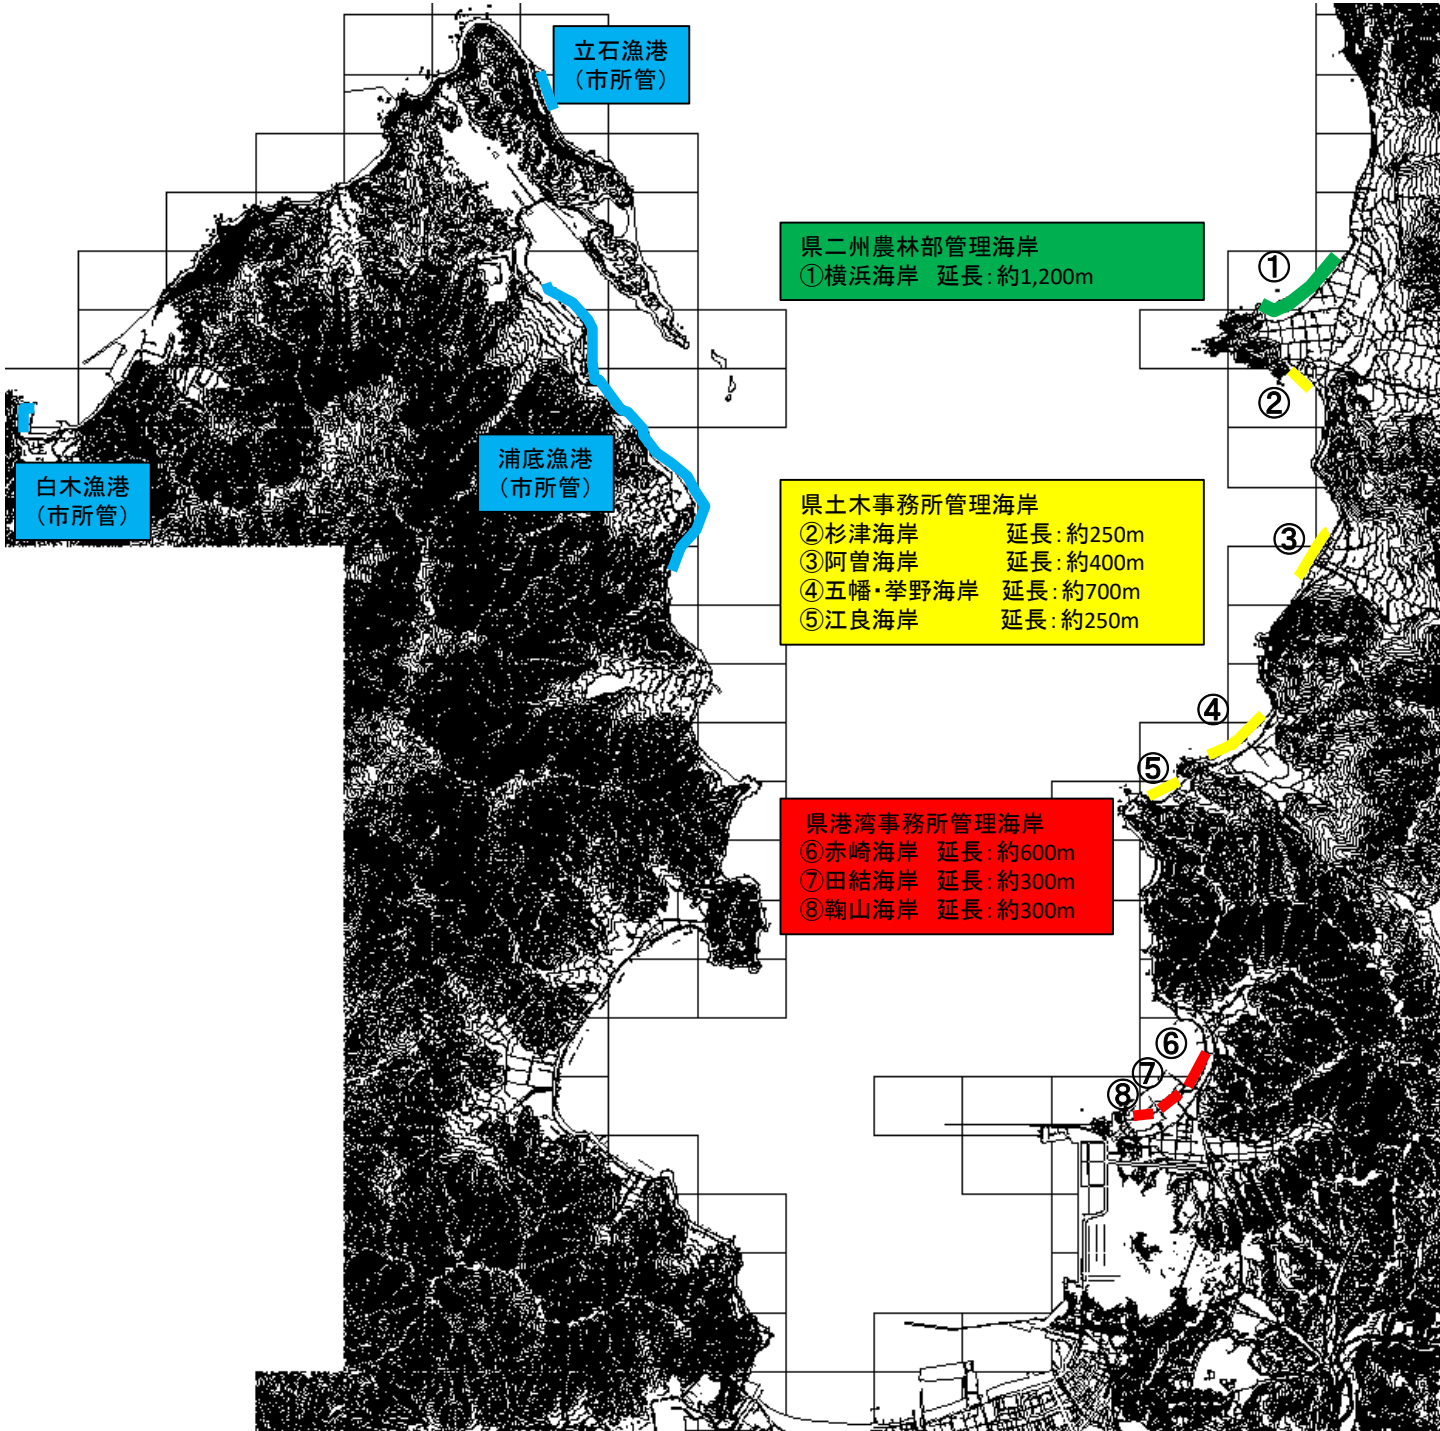 立石漁港
（市所管）
県二州農林部管理海岸
①横浜海岸　延長：約1,200m
①
②
浦底漁港
（市所管）
白木漁港
（市所管）
県土木事務所管理海岸
②杉津海岸　延長：約250m
③阿曽海岸　延長：約400m
④五幡・挙野海岸　延長：約700m
⑤江良海岸　延長：約250m
③
④
⑤
県港湾事務所管理海岸
⑥赤崎海岸　延長：約600m
⑦田結海岸　延長：約300m
⑧鞠山海岸　延長：約300m
⑥
⑦
⑧